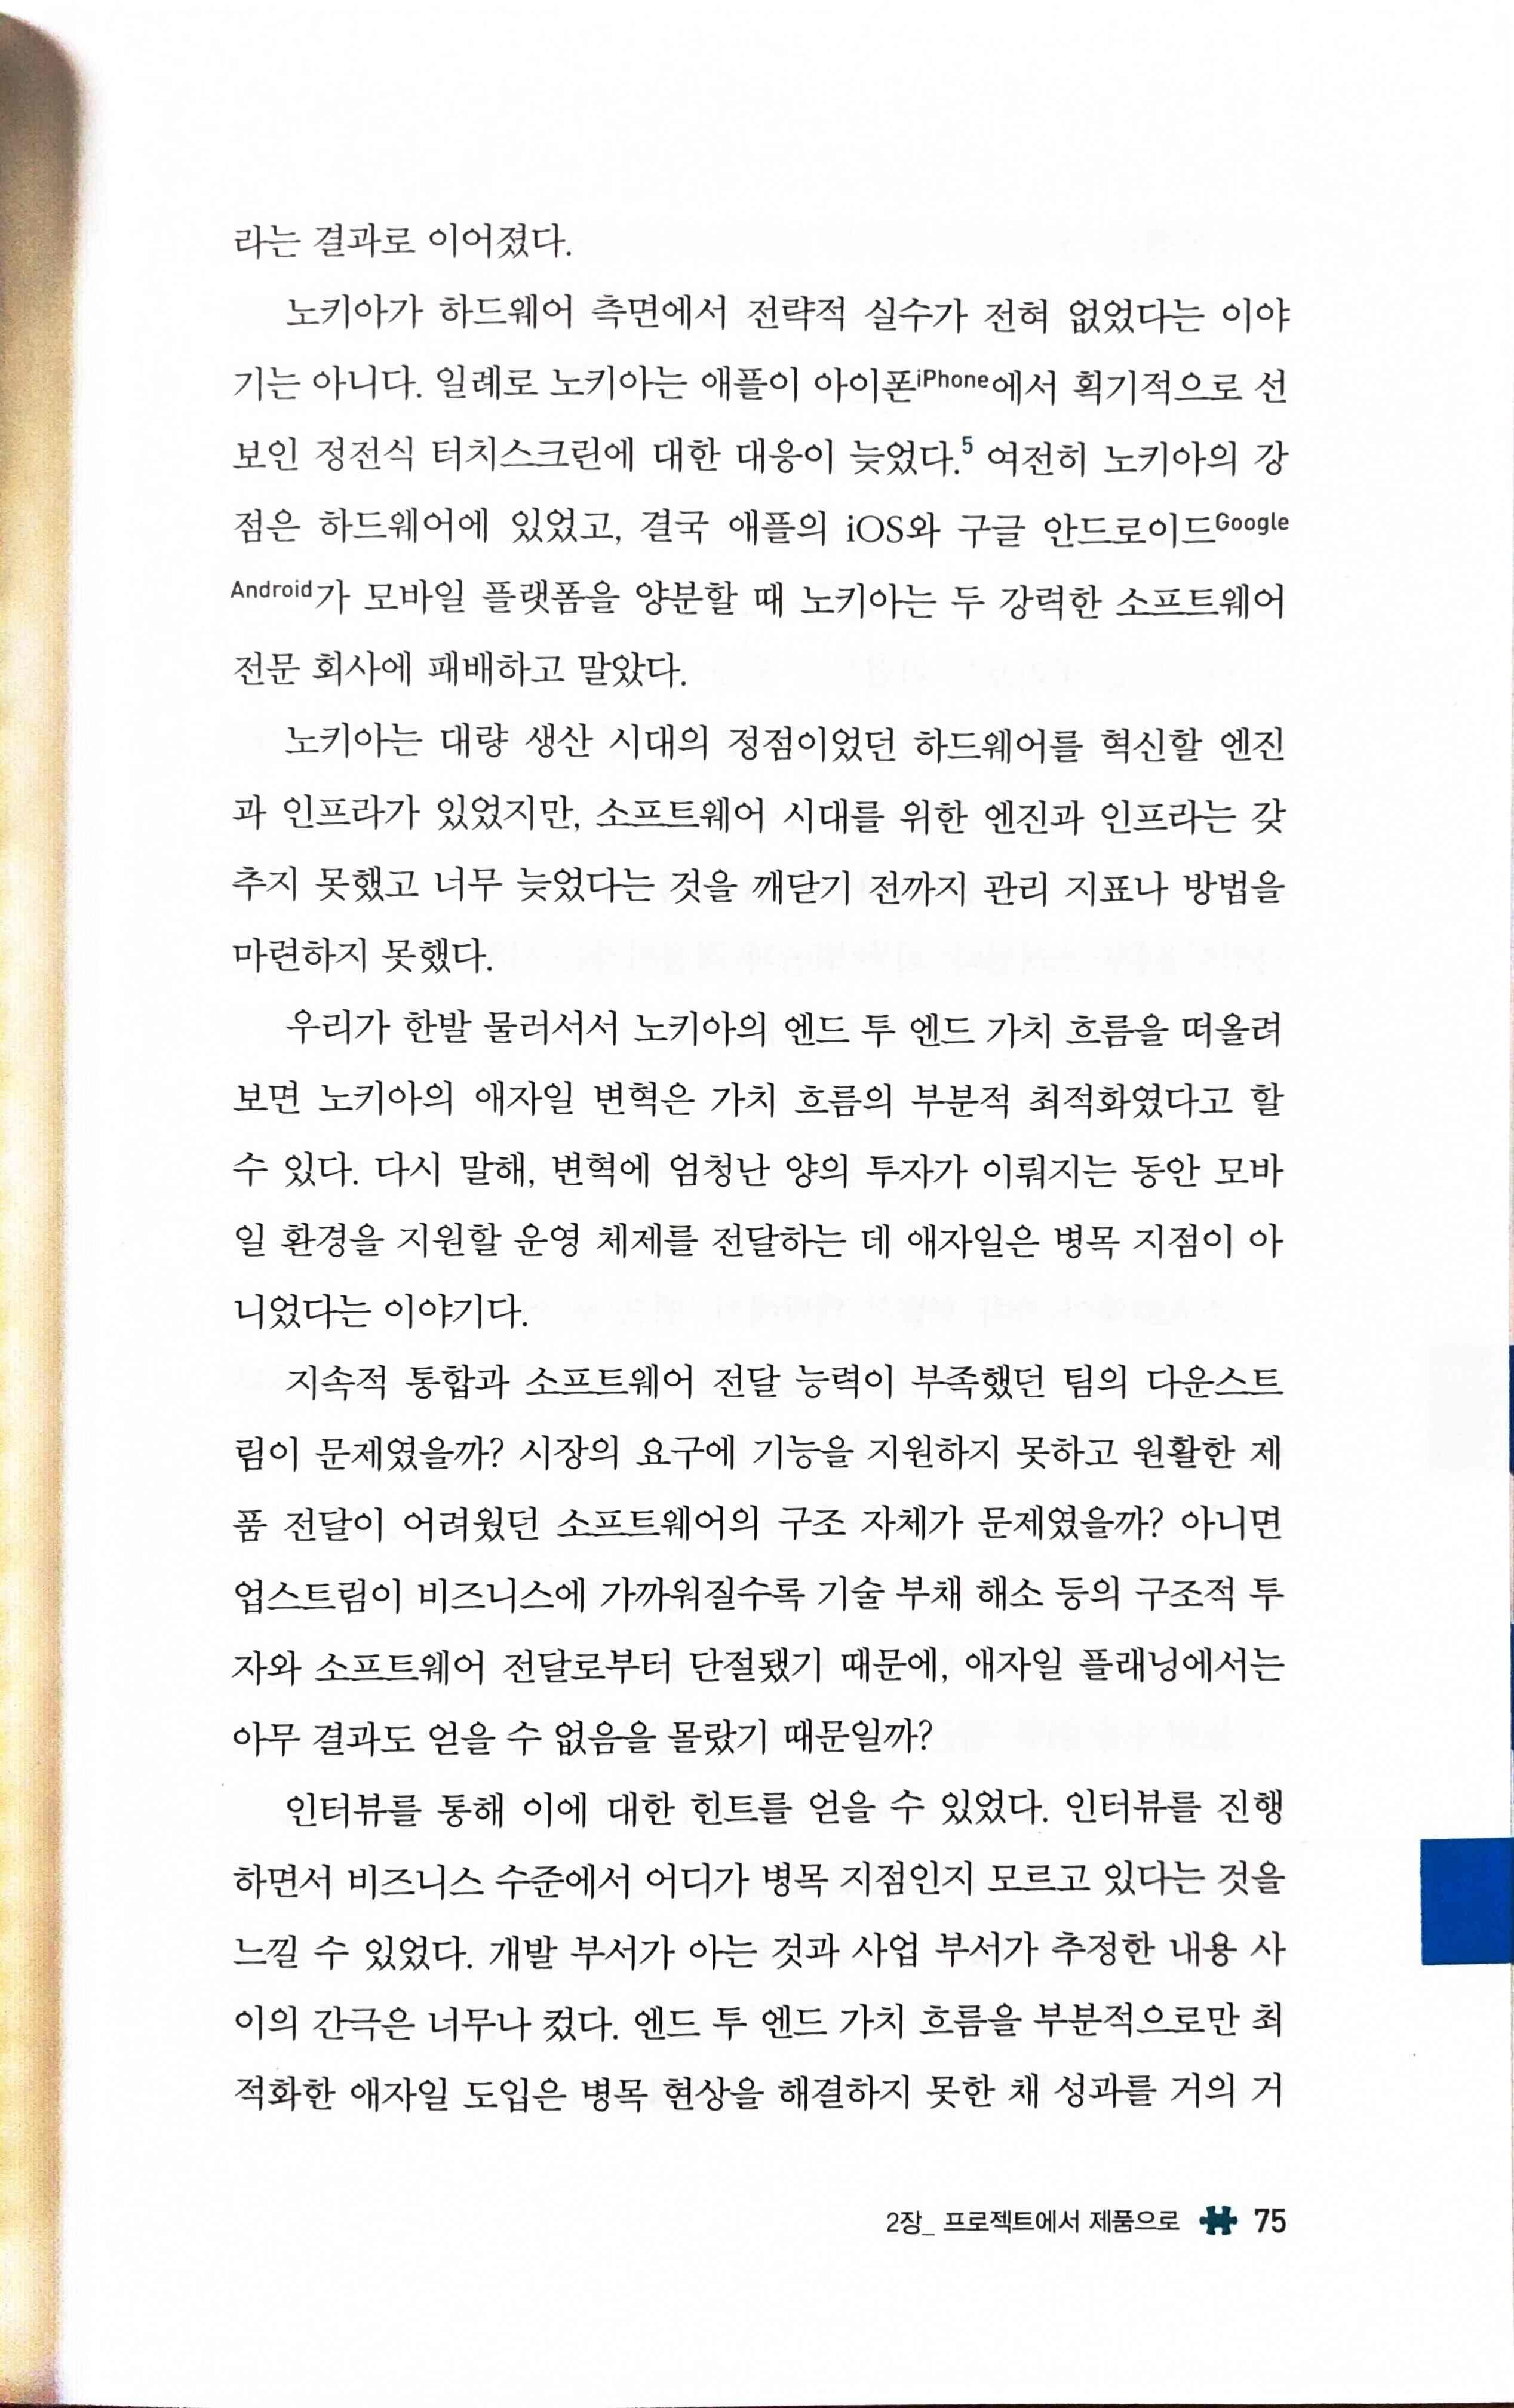 라는 결과로 이어졌다.
노키아가 하드웨어 측면에서 전략적 실수가 전혀 없었다는 이야
기는 아니다. 일례로 노키아는 애플이 아이폰iPhone에서 획기적으로 선
보인 정전식 터치스크린에 대한 대응이 늦었다.5 여전히 노키아의 강
점은 하드웨어에 있었고, 결국 애플의 iOS와 구글 안드로이드Google
Android가 모바일 플랫폼을 양분할 때 노키아는 두 강력한 소프트웨어
전문 회사에 패배하고 말았다.
노키아는 대량 생산 시대의 정점이었던 하드웨어를 혁신할 엔진
과 인프라가 있었지만, 소프트웨어 시대를 위한 엔진과 인프라는 갖
추지 못했고 너무 늦었다는 것을 깨닫기 전까지 관리 지표나 방법을
마련하지 못했다.
우리가 한발 물러서서 노키아의 엔드 투 엔드 가치 흐름을 떠올려
보면 노키아의 애자일 변혁은 가치 흐름의 부분적 최적화였다고 할
수 있다. 다시 말해, 변혁에 엄청난 양의 투자가 이뤄지는 동안 모바
일 환경을 지원할 운영 체제를 전달하는 데 애자일은 병목 지점이 아
니었다는 이야기다.
지속적 통합과 소프트웨어 전달 능력이 부족했던 팀의 다운스트
림이 문제였을까? 시장의 요구에 기능을 지원하지 못하고 원활한 제
품 전달이 어려웠던 소프트웨어의 구조 자체가 문제였을까? 아니면
업스트림이 비즈니스에 가까워질수록 기술 부채 해소 등의 구조적 투
자와 소프트웨어 전달로부터 단절됐기 때문에, 애자일 플래닝에서는
아무 결과도 얻을 수 없음을 몰랐기 때문일까?
인터뷰를 통해 이에 대한 힌트를 얻을 수 있었다. 인터뷰를 진행
하면서 비즈니스 수준에서 어디가 병목 지점인지 모르고 있다는 것을
느낄 수 있었다. 개발 부서가 아는 것과 사업 부서가 추정한 내용 사
이의 간극은 너무나 컸다. 엔드 투 엔드 가치 흐름을 부분적으로만 최
적화한 애자일 도입은 병목 현상을 해결하지 못한 채 성과를 거의 거
2장_ 프로젝트에서 제품으로 75